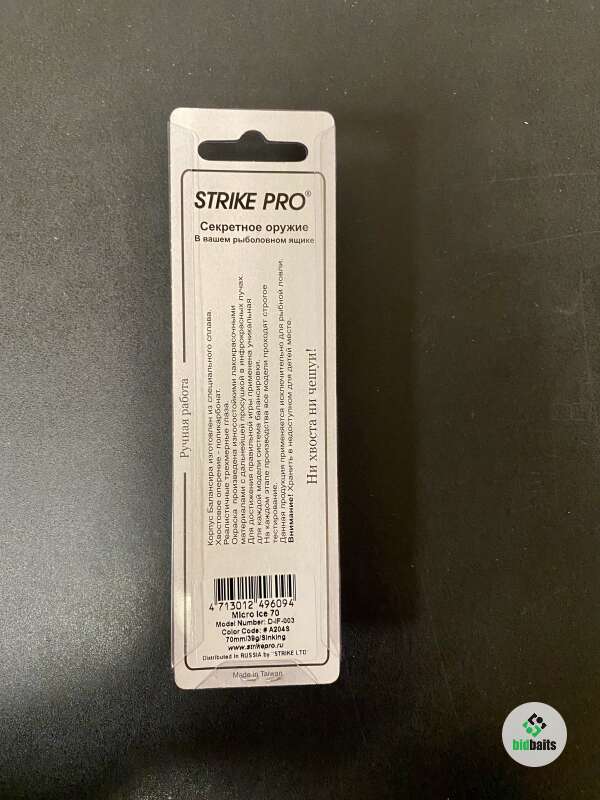 STRIKE PRO®
Секретное оружие
В вашем рыболовном ящике
Ручная работа
Корпус Балансира изготовлен из специального сплава.
Хвостовое оперение - поликарбонат.
Реалистичные трехмерные глаза.
Окраска произведена износостойкими лакокрасочными
материалами с дальнейшей просушкой в инфрокрасных лучах.
Для достижения правильной игры применена уникальная
для каждой модели система балансировки.
На каждом этапе производства все модели проходят строгое
тестирование.
Данная продукция применяется исключительно для рыбной ловли.
Внимание! Хранить в недоступном для детей месте.
Ни хвоста ни чешуи!
4 713012 496094
Micro Ice 70
Model Number: D-IF-003
Color Code: # A204S
70mm/39g/Sinking
www.strikepro.ru
Distributed in RUSSIA by "STRIKE LTD"
Made in Taiwan
bidbaits